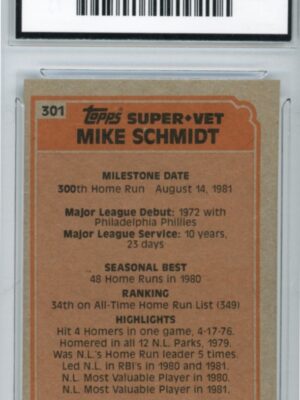 301
Topps SUPER•VET
MIKE SCHMIDT
MILESTONE DATE
300th Home Run August 14, 1981
Major League Debut: 1972 with
Philadelphia Phillies
Major League Service: 10 years,
23 days
SEASONAL BEST
48 Home Runs in 1980
RANKING
34th on All-Time Home Run List (349)
HIGHLIGHTS
Hit 4 Homers in one game, 4-17-76.
Homered in all 12 N.L. Parks, 1979.
Was N.L.'s Home Run leader 5 times.
Led N.L. in RBI's in 1980 and 1981.
N.L. Most Valuable Player in 1980.
N.L. Most Valuable Player in 1981.